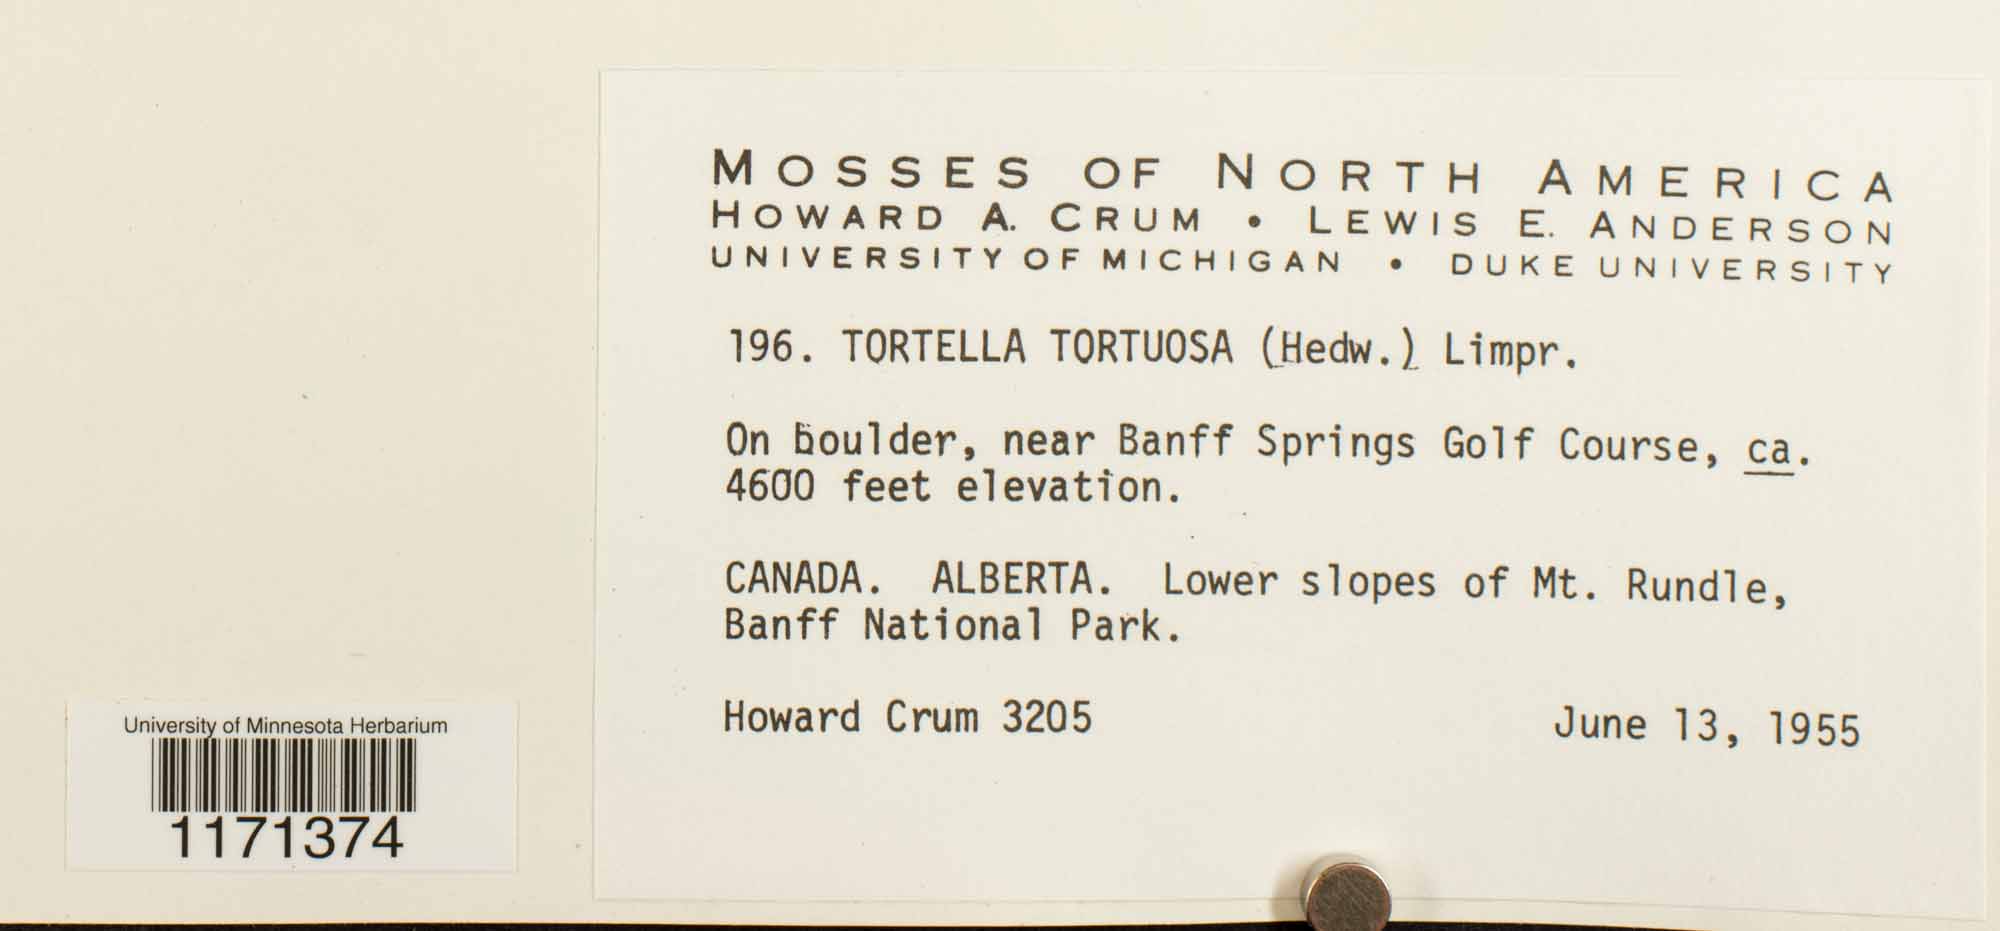 MOSSES OF NORTH AMERICA
HOWARD A. CRUM • LEWIS E. ANDERSON
UNIVERSITY OF MICHIGAN • DUKE UNIVERSITY
196. TORTELLA TORTUOSA (Hedw.) Limpr.
On boulder, near Banff Springs Golf Course, ca.
4600 feet elevation.
CANADA. ALBERTA. Lower slopes of Mt. Rundle,
Banff National Park.
Howard Crum 3205 June 13, 1955
University of Minnesota Herbarium
1171374